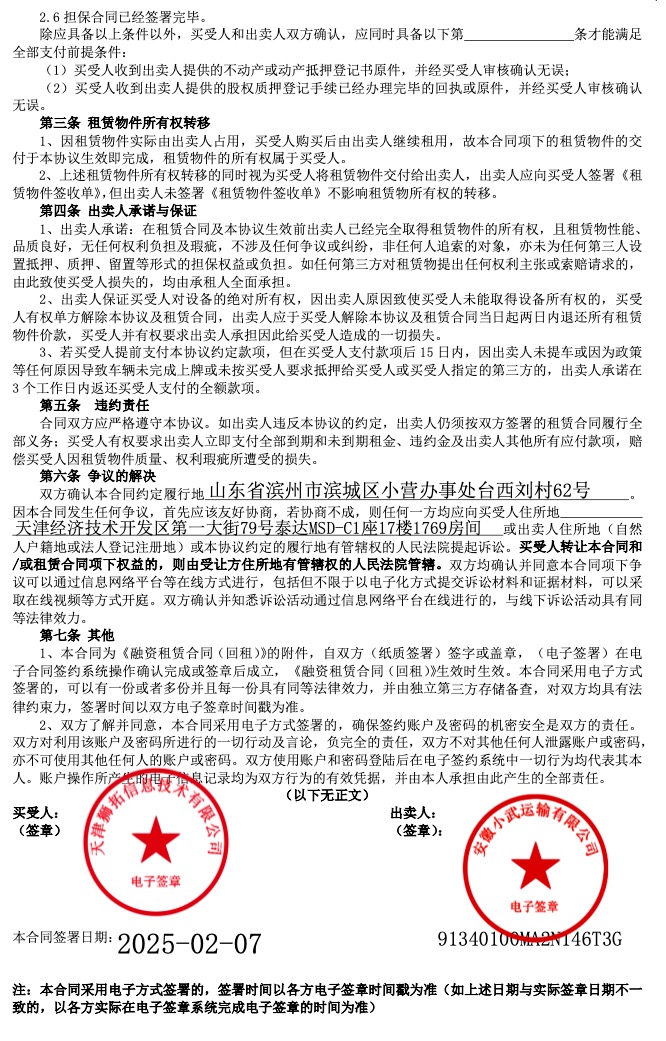 2.6 担保合同已经签署完毕。
除应具备以上条件以外，买受人和出卖人双方确认，应同时具备以下第________________条才能满足
全部支付前提条件：
（1）买受人收到出卖人提供的不动产或动产抵押登记书原件，并经买受人审核确认无误；
（2）买受人收到出卖人提供的股权质押登记手续已经办理完毕的回执或原件，并经买受人审核确认
无误。
第三条 租赁物件所有权转移
1、因租赁物件实际由出卖人占用，买受人购买后由出卖人继续租用，故本合同项下的租赁物件的交
付于本协议生效即完成，租赁物件的所有权属于买受人。
2、上述租赁物件所有权转移的同时视为买受人将租赁物件交付给出卖人，出卖人应向买受人签署《租
赁物件签收单》，但出卖人未签署《租赁物件签收单》不影响租赁物所有权的转移。
第四条 出卖人承诺与保证
1、出卖人承诺：在租赁合同及本协议生效前出卖人已经完全取得租赁物件的所有权，且租赁物性能、
品质良好，无任何权利负担及瑕疵，不涉及任何争议或纠纷，非任何人追索的对象，亦未为任何第三人设
置抵押、质押、留置等形式的担保权益或负担。如任何第三方对租赁物提出任何权利主张或索赔请求的，
由此致使买受人损失的，均由承租人全面承担。
2、出卖人保证买受人对设备的绝对所有权，因出卖人原因致使买受人未能取得设备所有权的，买受
人有权单方解除本协议及租赁合同，出卖人应于买受人解除本协议及租赁合同当日起两日内退还所有租赁
物件价款，买受人并有权要求出卖人承担因此给买受人造成的一切损失。
3、若买受人提前支付本协议约定款项，但在买受人支付款项后 15 日内，因出卖人未提车或因为政策
等任何原因导致车辆未完成上牌或未按买受人要求抵押给买受人或买受人指定的第三方的，出卖人承诺在
3 个工作日内返还买受人支付的全额款项。
第五条 违约责任
合同双方应严格遵守本协议。如出卖人违反本协议的约定，出卖人仍须按双方签署的租赁合同履行全
部义务；买受人有权要求出卖人立即支付全部到期和未到期租金、违约金及出卖人其他所有应付款项，赔
偿买受人因租赁物件质量、权利瑕疵所遭受的损失。
第六条 争议的解决
双方确认本合同约定履行地 山东省滨州市滨城区小营办事处台西刘村62号________。
因本合同发生任何争议，首先应该友好协商，若协商不成，则任何一方均应向买受人住所地____________
天津经济技术开发区第一大街79号泰达MSD-C1座17楼1769房间____或出卖人住所地（自然
人户籍地或法人登记注册地）或本协议约定的履行地有管辖权的人民法院提起诉讼。买受人转让本合同和
/或租赁合同项下权益的，则由受让方住所地有管辖权的人民法院管辖。双方均确认并同意本合同项下争
议可以通过信息网络平台等在线方式进行，包括但不限于以电子化方式提交诉讼材料和证据材料，可以采
取在线视频等方式开庭。双方确认并知悉诉讼活动通过信息网络平台在线进行的，与线下诉讼活动具有同
等法律效力。
第七条 其他
1、本合同为《融资租赁合同（回租）》的附件，自双方（纸质签署）签字或盖章，（电子签署）在电
子合同签约系统操作确认完成或签章后成立，《融资租赁合同（回租）》生效时生效。本合同采用电子方式
签署的，可以有一份或者多份并且每一份具有同等法律效力，并由独立第三方存储备查，对双方均具有法
律约束力，签署时间以双方电子签章时间戳为准。
2、双方了解并同意，本合同采用电子方式签署的，确保签约账户及密码的机密安全是双方的责任。
双方对利用该账户及密码所进行的一切行动及言论，负完全的责任，双方不对其他任何人泄露账户或密码，
亦不可使用其他任何人的账户或密码。双方使用账户和密码登陆后在电子签约系统中一切行为均代表其本
人。账户操作所产生的电子信息记录均为双方行为的有效凭据，并由本人承担由此产生的全部责任。
（以下无正文）
买受人： 出卖人：
（签章） （签章）：
天津狮拓信息技术有限公司 安徽小武运输有限公司
电子签章 电子签章
本合同签署日期：2025-02-07 91340100MA2N146T3G
注：本合同采用电子方式签署的，签署时间以各方电子签章时间戳为准（如上述日期与实际签章日期不一
致的，以各方实际在电子签章系统完成电子签章的时间为准）